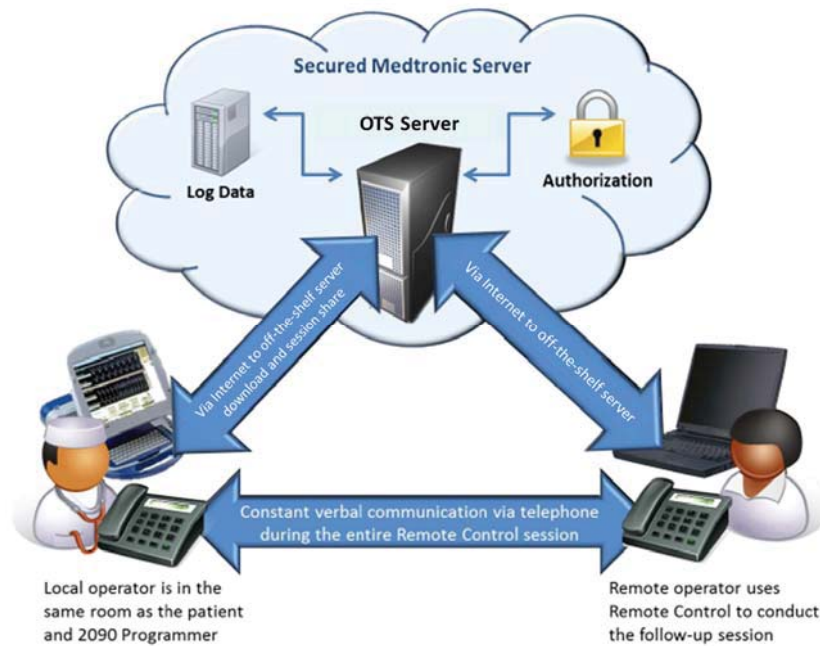 Secured Medtronic Server
OTS Server
Log Data
Authorization
Via Internet to off-the-shelf server
download and session share
Via Internet to off-the-shelf server
Constant verbal communication via telephone
during the entire Remote Control session
Local operator is in the
same room as the patient
and 2090 Programmer
Remote operator uses
Remote Control to conduct
the follow-up session